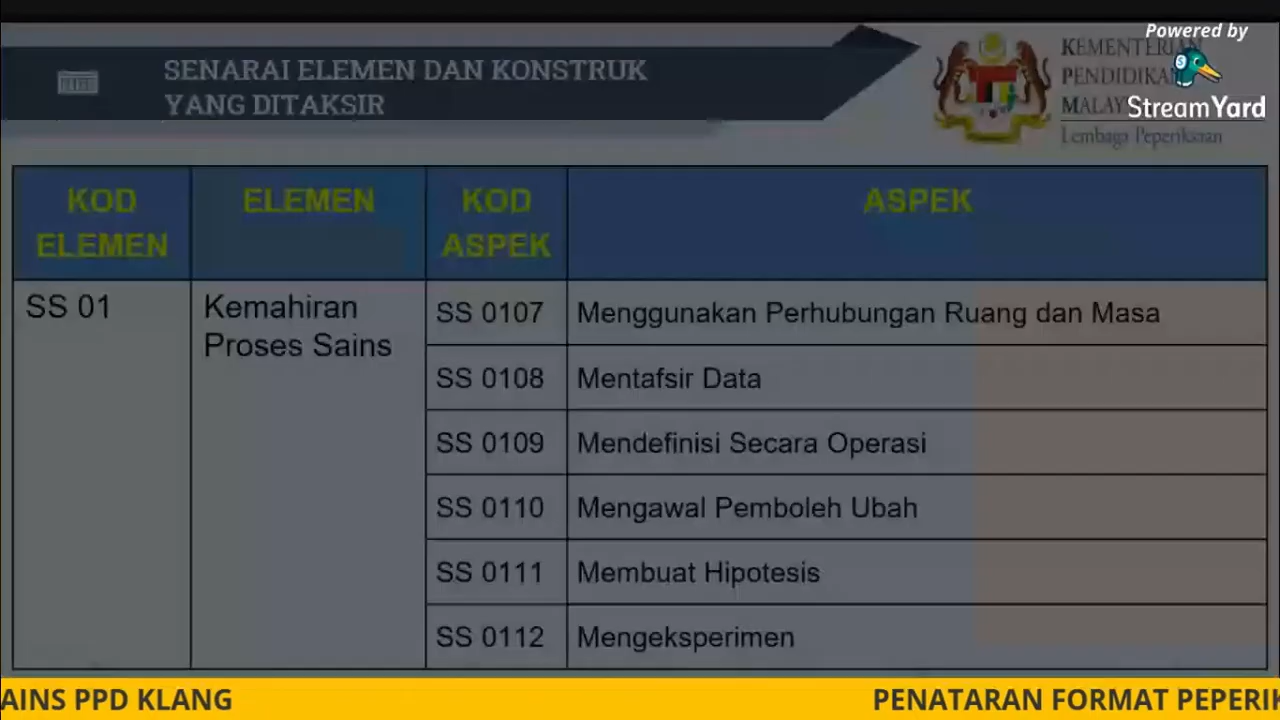 Powered by
StreamYard
SENARAI ELEMEN DAN KONSTRUK
YANG DITAKSIR
KEMENTERIAN
PENDIDIKA
MALAY
Lembaga Peperiksaan
KOD
ELEMEN
ELEMEN
KOD
ASPEK
ASPEK
SS 01
Kemahiran
Proses Sains
SS 0107
Menggunakan Perhubungan Ruang dan Masa
SS 0108
Mentafsir Data
SS 0109
Mendefinisi Secara Operasi
SS 0110
Mengawal Pemboleh Ubah
SS 0111
Membuat Hipotesis
SS 0112
Mengeksperimen
AINS PPD KLANG
PENATARAN FORMAT PEPERIK